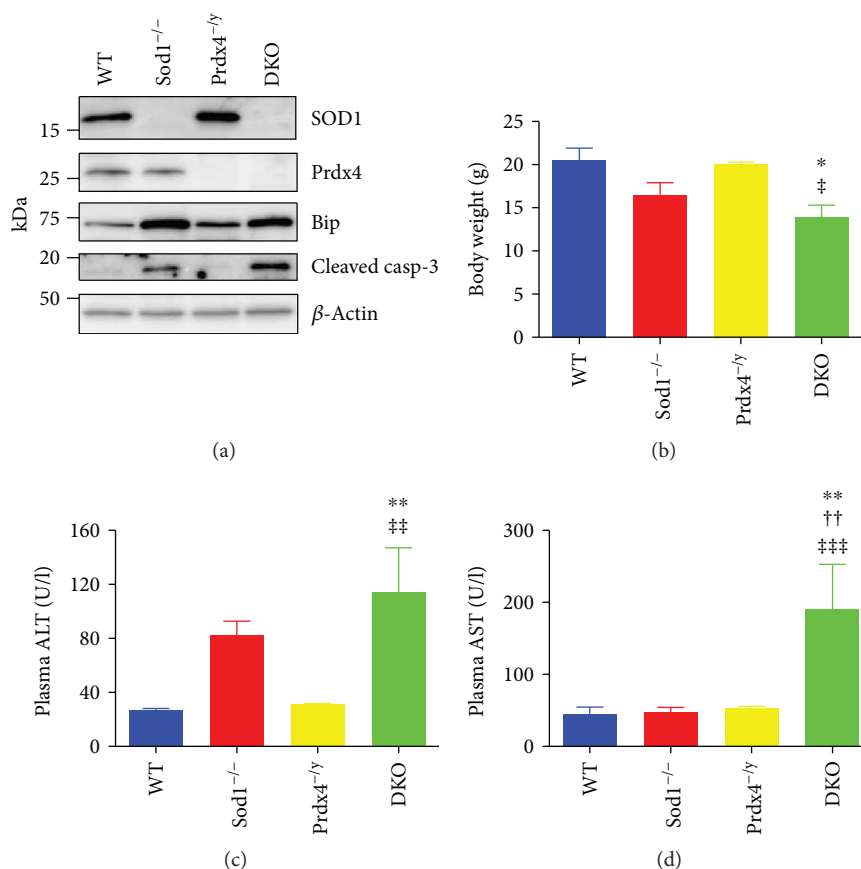 WT
Sod1⁻/⁻
Prdx4⁻/ʸ
DKO
kDa
15
SOD1
25
Prdx4
75
Bip
20
Cleaved casp-3
50
β-Actin
(a)
Body weight (g)
25
20
15
10
5
0
*
‡
WT
Sod1⁻/⁻
Prdx4⁻/ʸ
DKO
(b)
Plasma ALT (U/l)
160
120
80
40
0
**
‡‡
WT
Sod1⁻/⁻
Prdx4⁻/ʸ
DKO
(c)
Plasma AST (U/l)
300
200
100
0
**
††
‡‡‡
WT
Sod1⁻/⁻
Prdx4⁻/ʸ
DKO
(d)